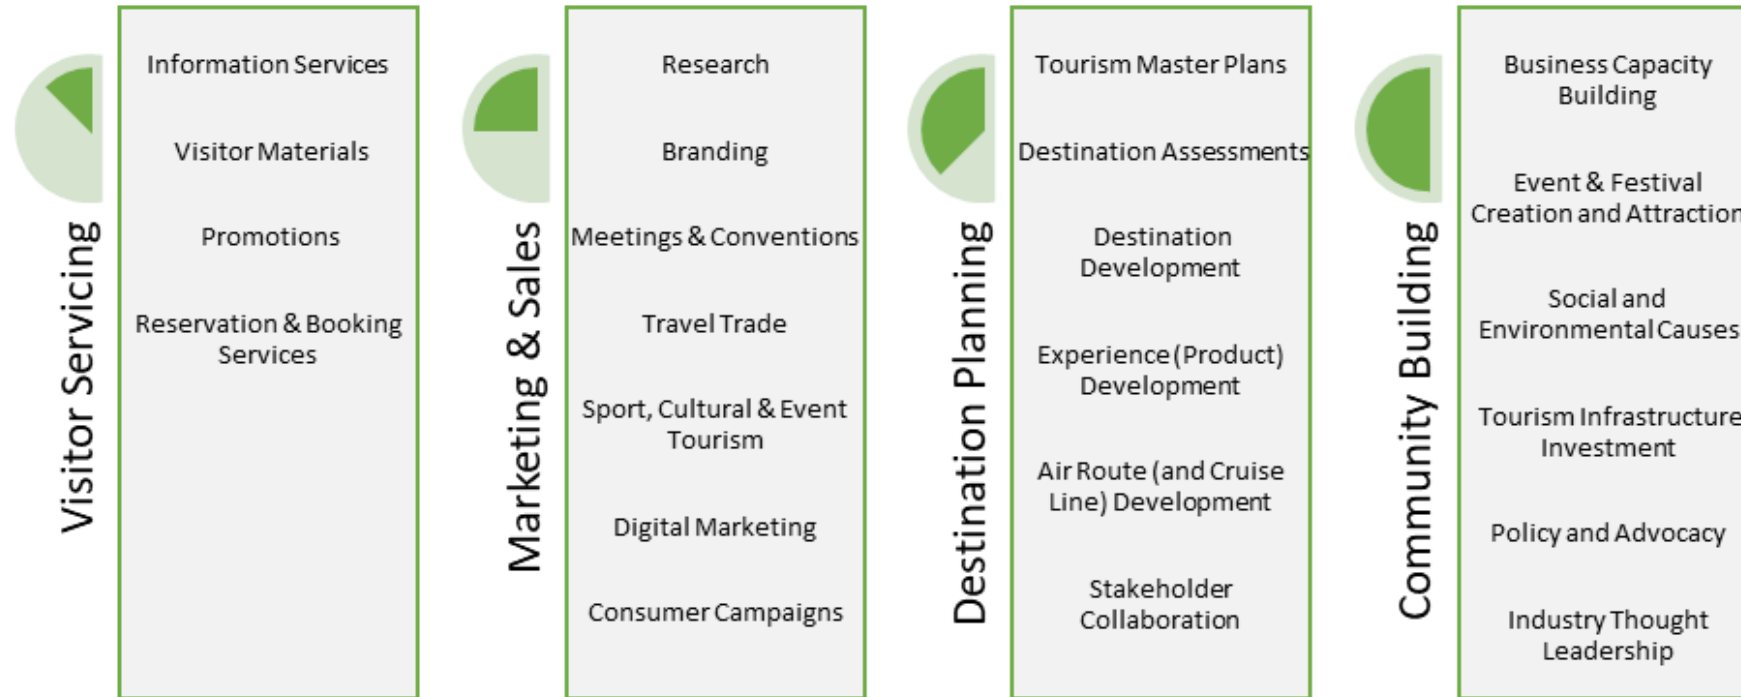 Visitor Servicing
Information Services
Visitor Materials
Promotions
Reservation & Booking
Services
Marketing & Sales
Research
Branding
Meetings & Conventions
Travel Trade
Sport, Cultural & Event
Tourism
Digital Marketing
Consumer Campaigns
Destination Planning
Tourism Master Plans
Destination Assessments
Destination
Development
Experience (Product)
Development
Air Route (and Cruise
Line) Development
Stakeholder
Collaboration
Community Building
Business Capacity
Building
Event & Festival
Creation and Attraction
Social and
Environmental Causes
Tourism Infrastructure
Investment
Policy and Advocacy
Industry Thought
Leadership